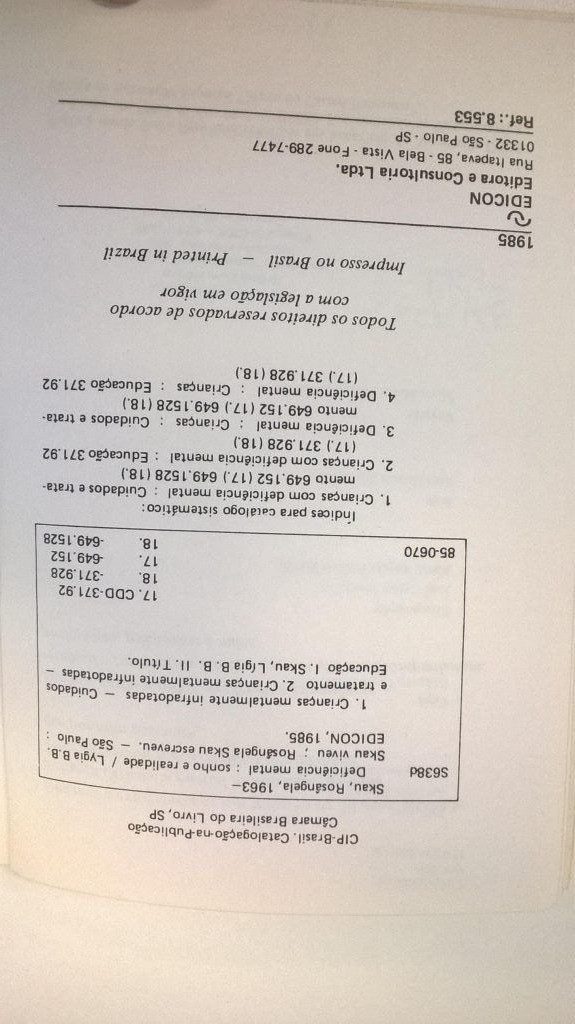 CIP-Brasil. Catalogação-na-Publicação
Câmara Brasileira do Livro, SP
Skau, Rosângela, 1963—
S638d Deficiência mental : sonho e realidade / Lygia B.B.
Skau viveu ; Rosângela Skau escreveu. — São Paulo :
EDICON, 1985.
1. Crianças mentalmente infradotadas — Cuidados
e tratamento 2. Crianças mentalmente infradotadas —
Educação I. Skau, Lígia B. B. II. Título.
17. CDD-371.92
18. -371.928
17. -649.152
85-0670 18. -649.1528
Índices para catálogo sistemático:
1. Crianças com deficiência mental : Cuidados e trata-
mento 649.152 (17.) 649.1528 (18.)
2. Crianças com deficiência mental : Educação 371.92
(17.) 371.928 (18.)
3. Deficiência mental : Crianças : Cuidados e trata-
mento 649.152 (17.) 649.1528 (18.)
4. Deficiência mental : Crianças : Educação 371.92
(17.) 371.928 (18.)
Todos os direitos reservados de acordo
com a legislação em vigor
Impresso no Brasil — Printed in Brazil
1985
EDICON
Editora e Consultoria Ltda.
Rua Itapeva, 85 - Bela Vista - Fone 289-7477
01332 - São Paulo - SP
Ref.: 8.553